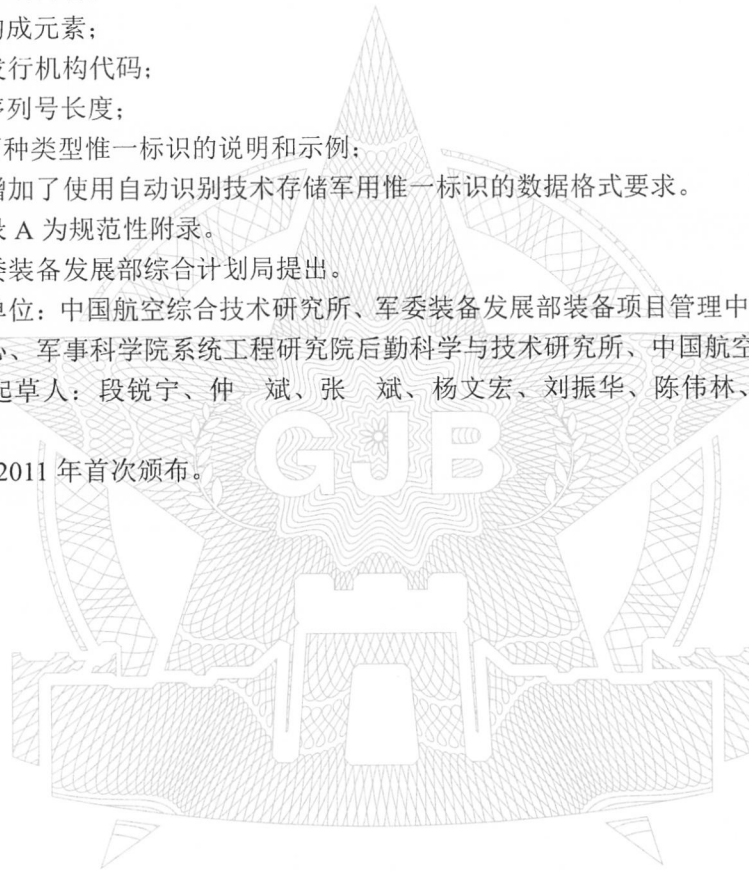 成元素；
行机构代码；
序列号长度；
种类型惟一标识的说明和示例；
增加了使用自动识别技术存储军用惟一标识的数据格式要求。
录 A 为规范性附录。
委装备发展部综合计划局提出。
单位：中国航空综合技术研究所、军委装备发展部装备项目管理中
心、军事科学院系统工程研究院后勤科学与技术研究所、中国航空
起草人：段锐宁、仲　斌、张　斌、杨文宏、刘振华、陈伟林、
2011 年首次颁布。
GJB